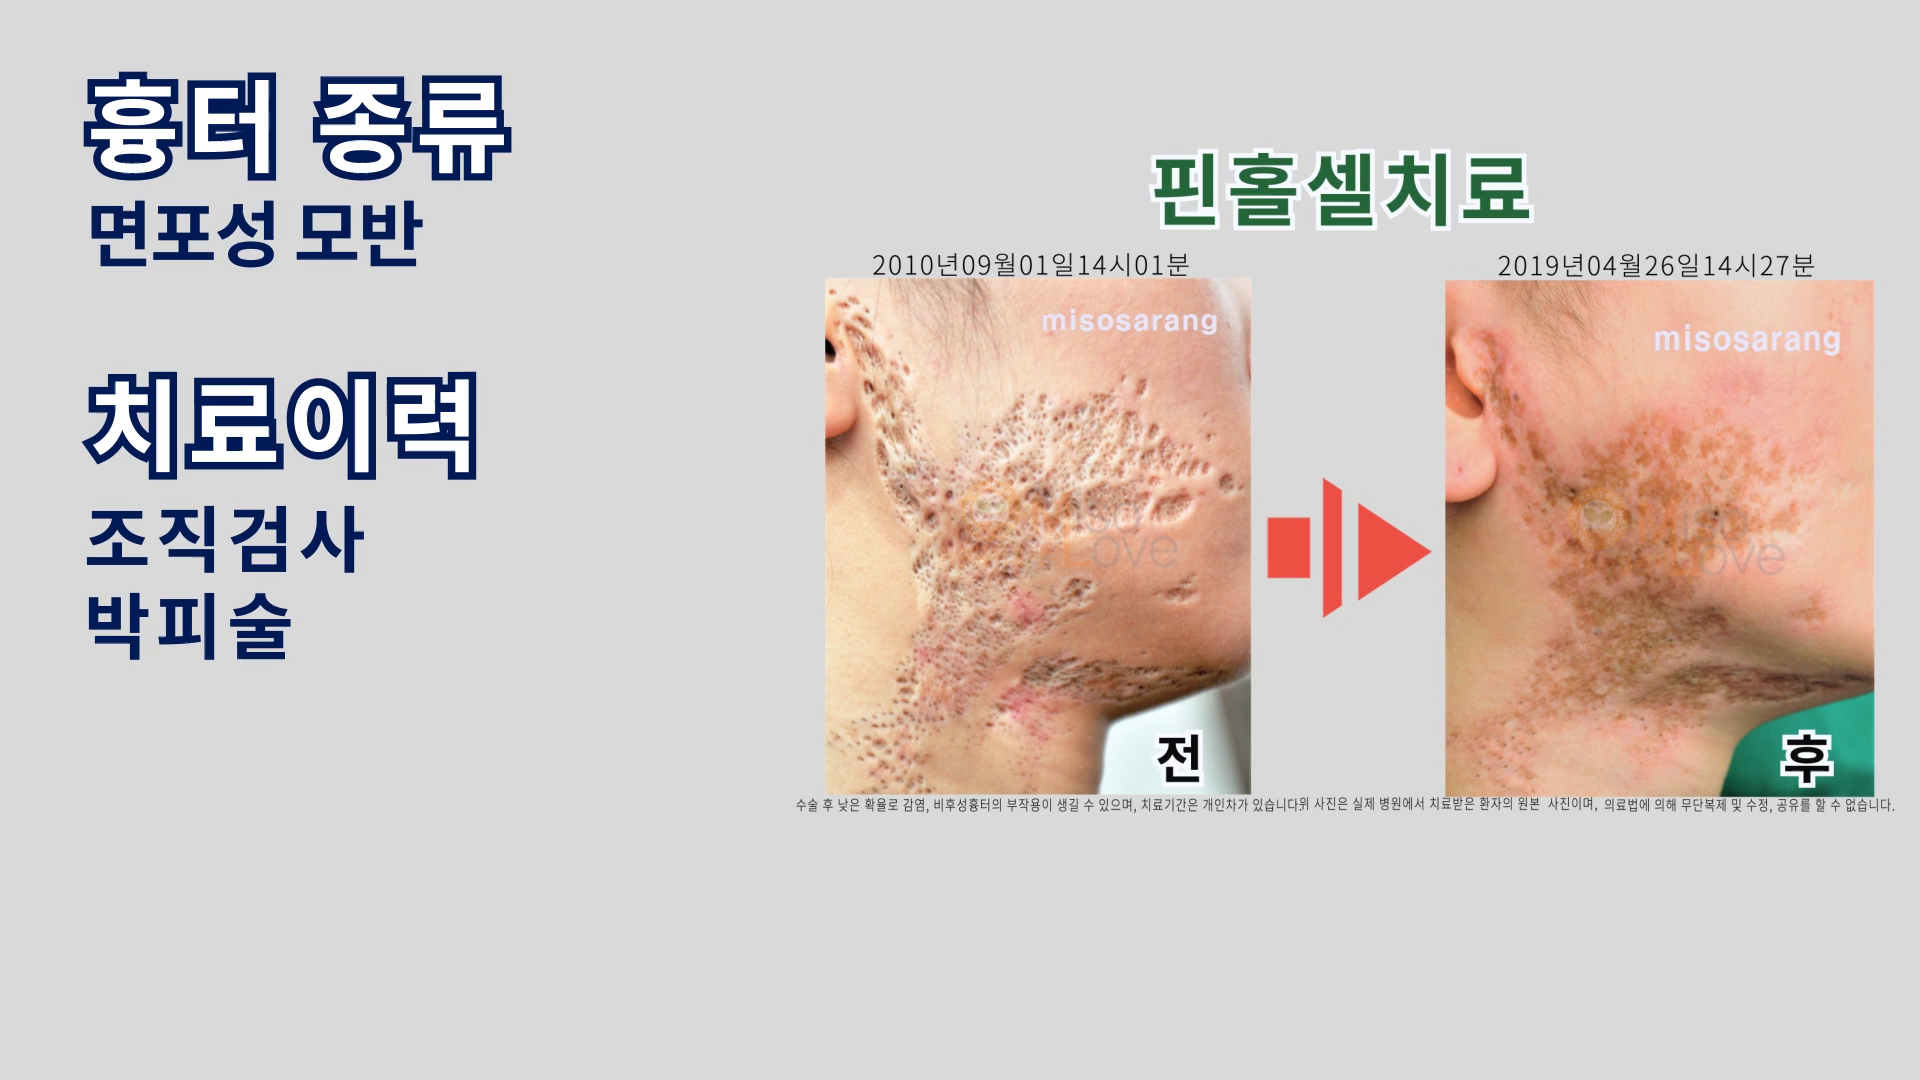 흉터 종류
면포성 모반
치료이력
조직검사
박피술
핀홀셀치료
2010년09월01일14시01분
2019년04월26일14시27분
misosarang
misosarang
Love
Love
전
후
수술 후 낮은 확율로 감염, 비후성흉터의 부작용이 생길 수 있으며, 치료기간은 개인차가 있습니다.
위 사진은 실제 병원에서 치료받은 환자의 원본 사진이며, 의료법에 의해 무단복제 및 수정, 공유를 할 수 없습니다.